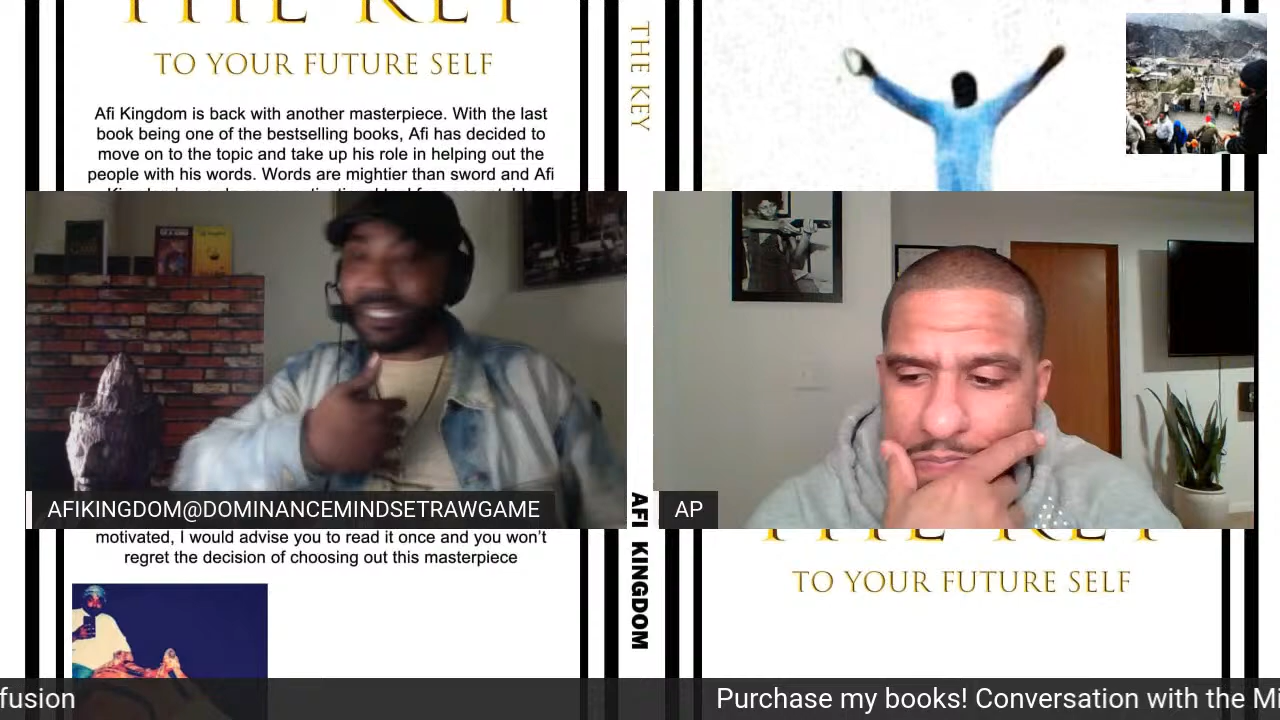 TO YOUR FUTURE SELF
Afi Kingdom is back with another masterpiece. With the last
book being one of the bestselling books, Afi has decided to
move on to the topic and take up his role in helping out the
people with his words. Words are mightier than sword and Afi
THE KEY
AFIKINGDOM@DOMINANCEMINDSETRAWGAME
AP
motivated, I would advise you to read it once and you won't
regret the decision of choosing out this masterpiece
AFI KINGDOM
THE KEY
TO YOUR FUTURE SELF
fusion
Purchase my books! Conversation with the Mi